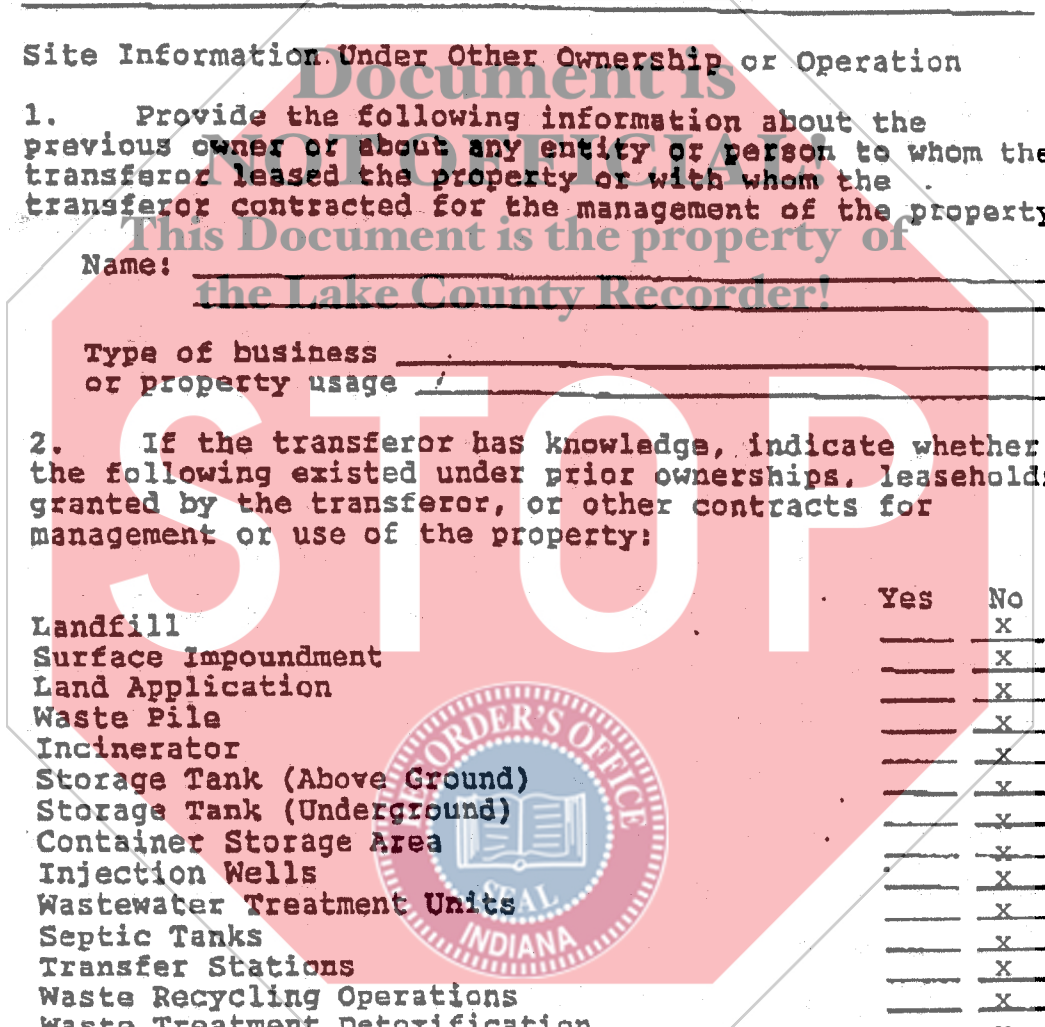 Site Information Under Other Ownership or Operation
Document is
1. Provide the following information about the
NOT OFFICIAL!
previous owner or about any entity or person to whom the
transferor leased the property or with whom the
transferor contracted for the management of the property
This Document is the property of
Name:
the Lake County Recorder!
Type of business
or property usage
STOP
2. If the transferor has knowledge, indicate whether
the following existed under prior ownerships, leaseholds
granted by the transferor, or other contracts for
management or use of the property:
Yes No
Landfill x
Surface Impoundment x
Land Application x
Waste Pile x
Incinerator x
Storage Tank (Above Ground) x
Storage Tank (Underground) x
Container Storage Area x
Injection Wells x
Wastewater Treatment Units x
Septic Tanks x
Transfer Stations x
Waste Recycling Operations x
Waste Treatment Detoxification
RECORDER'S OFFICE
SEAL
INDIANA